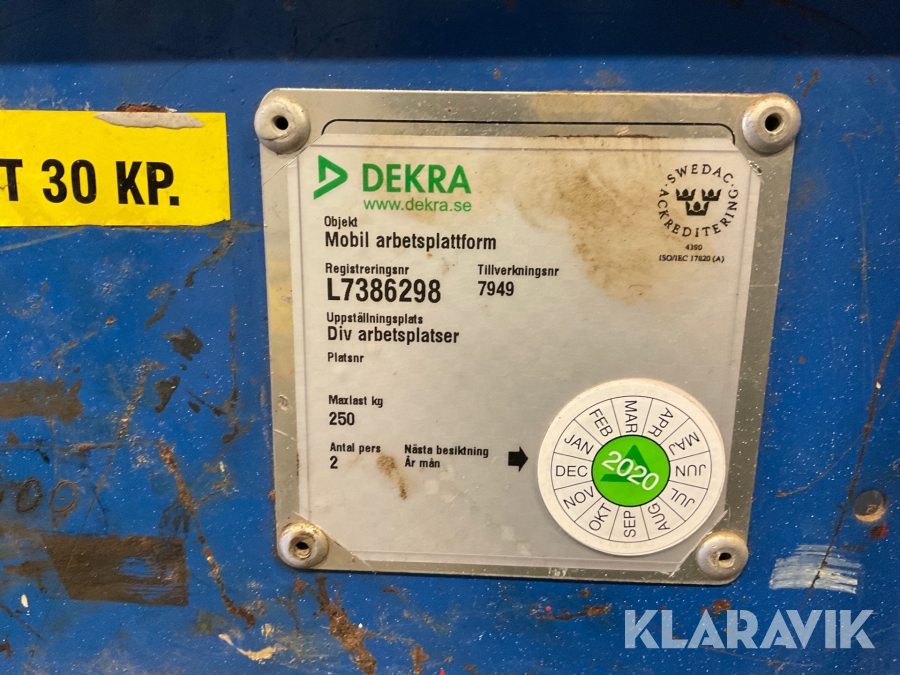 T 30 KP.
DEKRA
www.dekra.se
SWEDAC
ACKREDITERING
4390
ISO/IEC 17020 (A)
Objekt
Mobil arbetsplattform
Registreringsnr Tillverkningsnr
L7386298 7949
Uppställningsplats
Div arbetsplatser
Platsnr
Maxlast kg
250
Antal pers Nästa besiktning
2 År mån
JAN FEB MAR APR MAJ JUN JUL AUG SEP OKT NOV DEC
2020
KLARAVIK